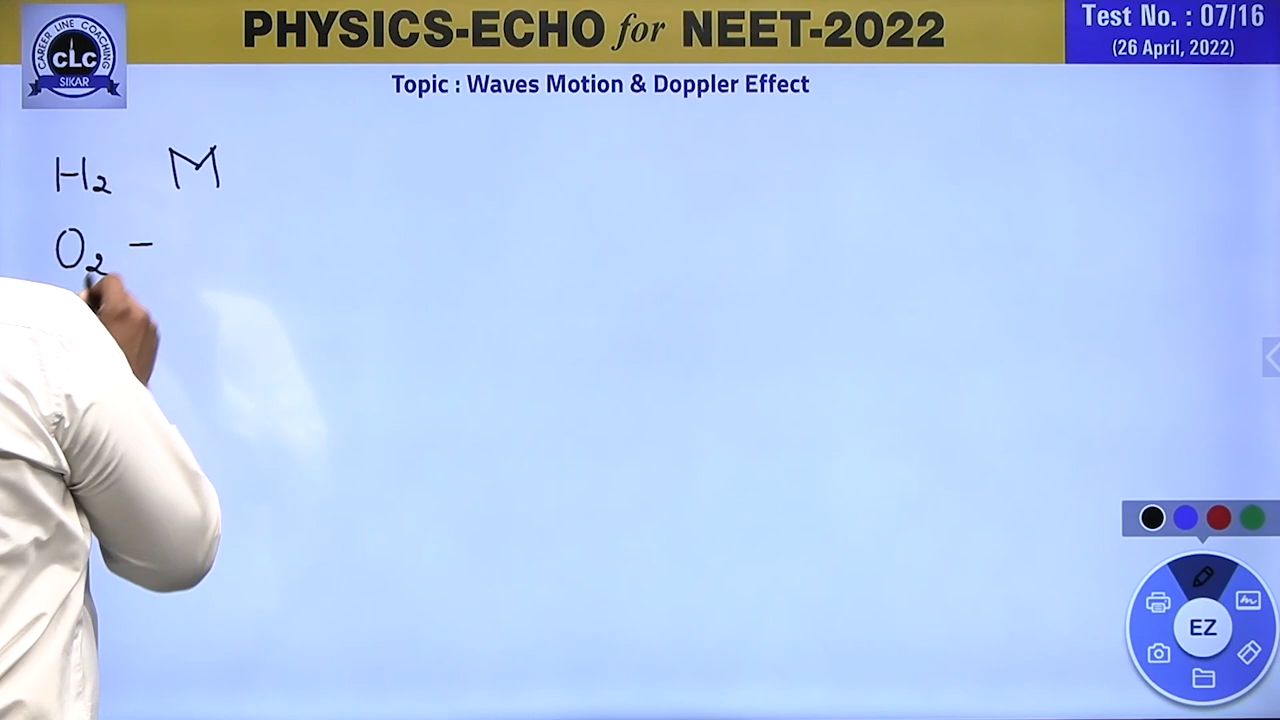 PHYSICS-ECHO for NEET-2022
Test No. : 07/16
(26 April, 2022)
CAREER LINE COACHING
CLC
SIKAR
Topic : Waves Motion & Doppler Effect
H₂ M
O₂ –
EZ